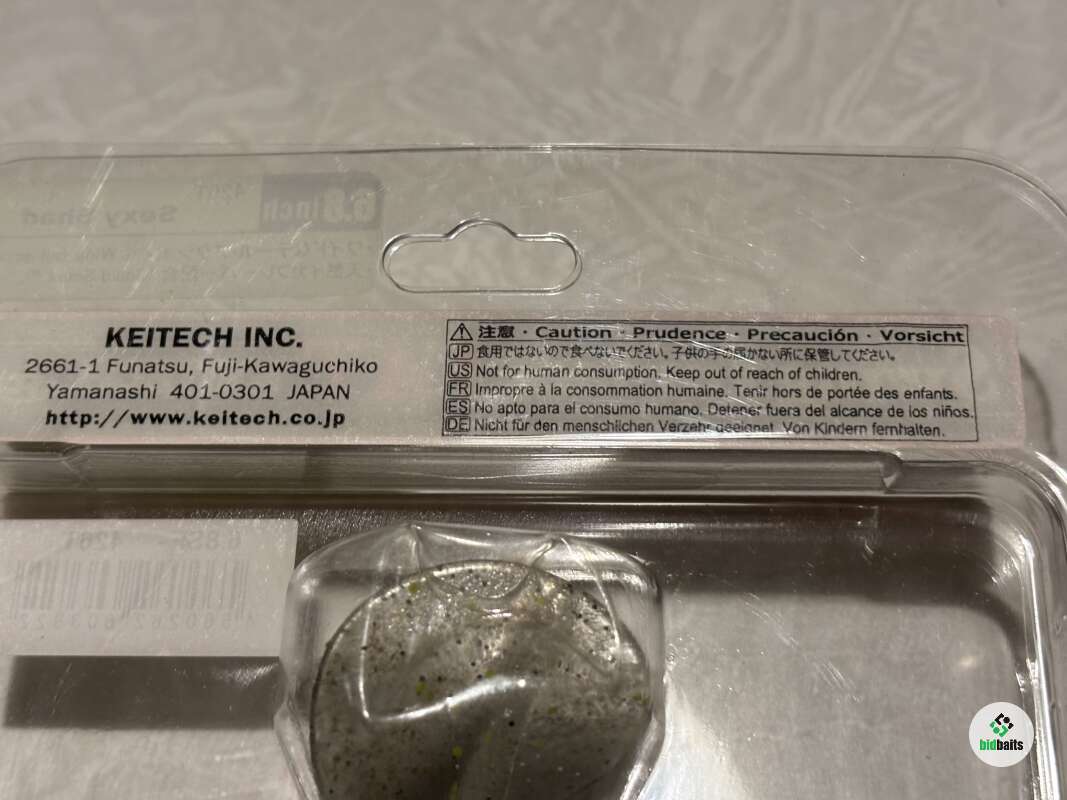 426T
6.8 inch
Sexy Shad
KEITECH INC.
2661-1 Funatsu, Fuji-Kawaguchiko
Yamanashi 401-0301 JAPAN
http://www.keitech.co.jp
注意・Caution・Prudence・Precaución・Vorsicht
JP 食用ではないので食べないでください。子供の手の届かない所に保管してください。
US Not for human consumption. Keep out of reach of children.
FR Impropre à la consommation humaine. Tenir hors de portée des enfants.
ES No apto para el consumo humano. Detener fuera del alcance de los niños.
DE Nicht für den menschlichen Verzehr geeignet. Von Kindern fernhalten.
426T
bidbaits